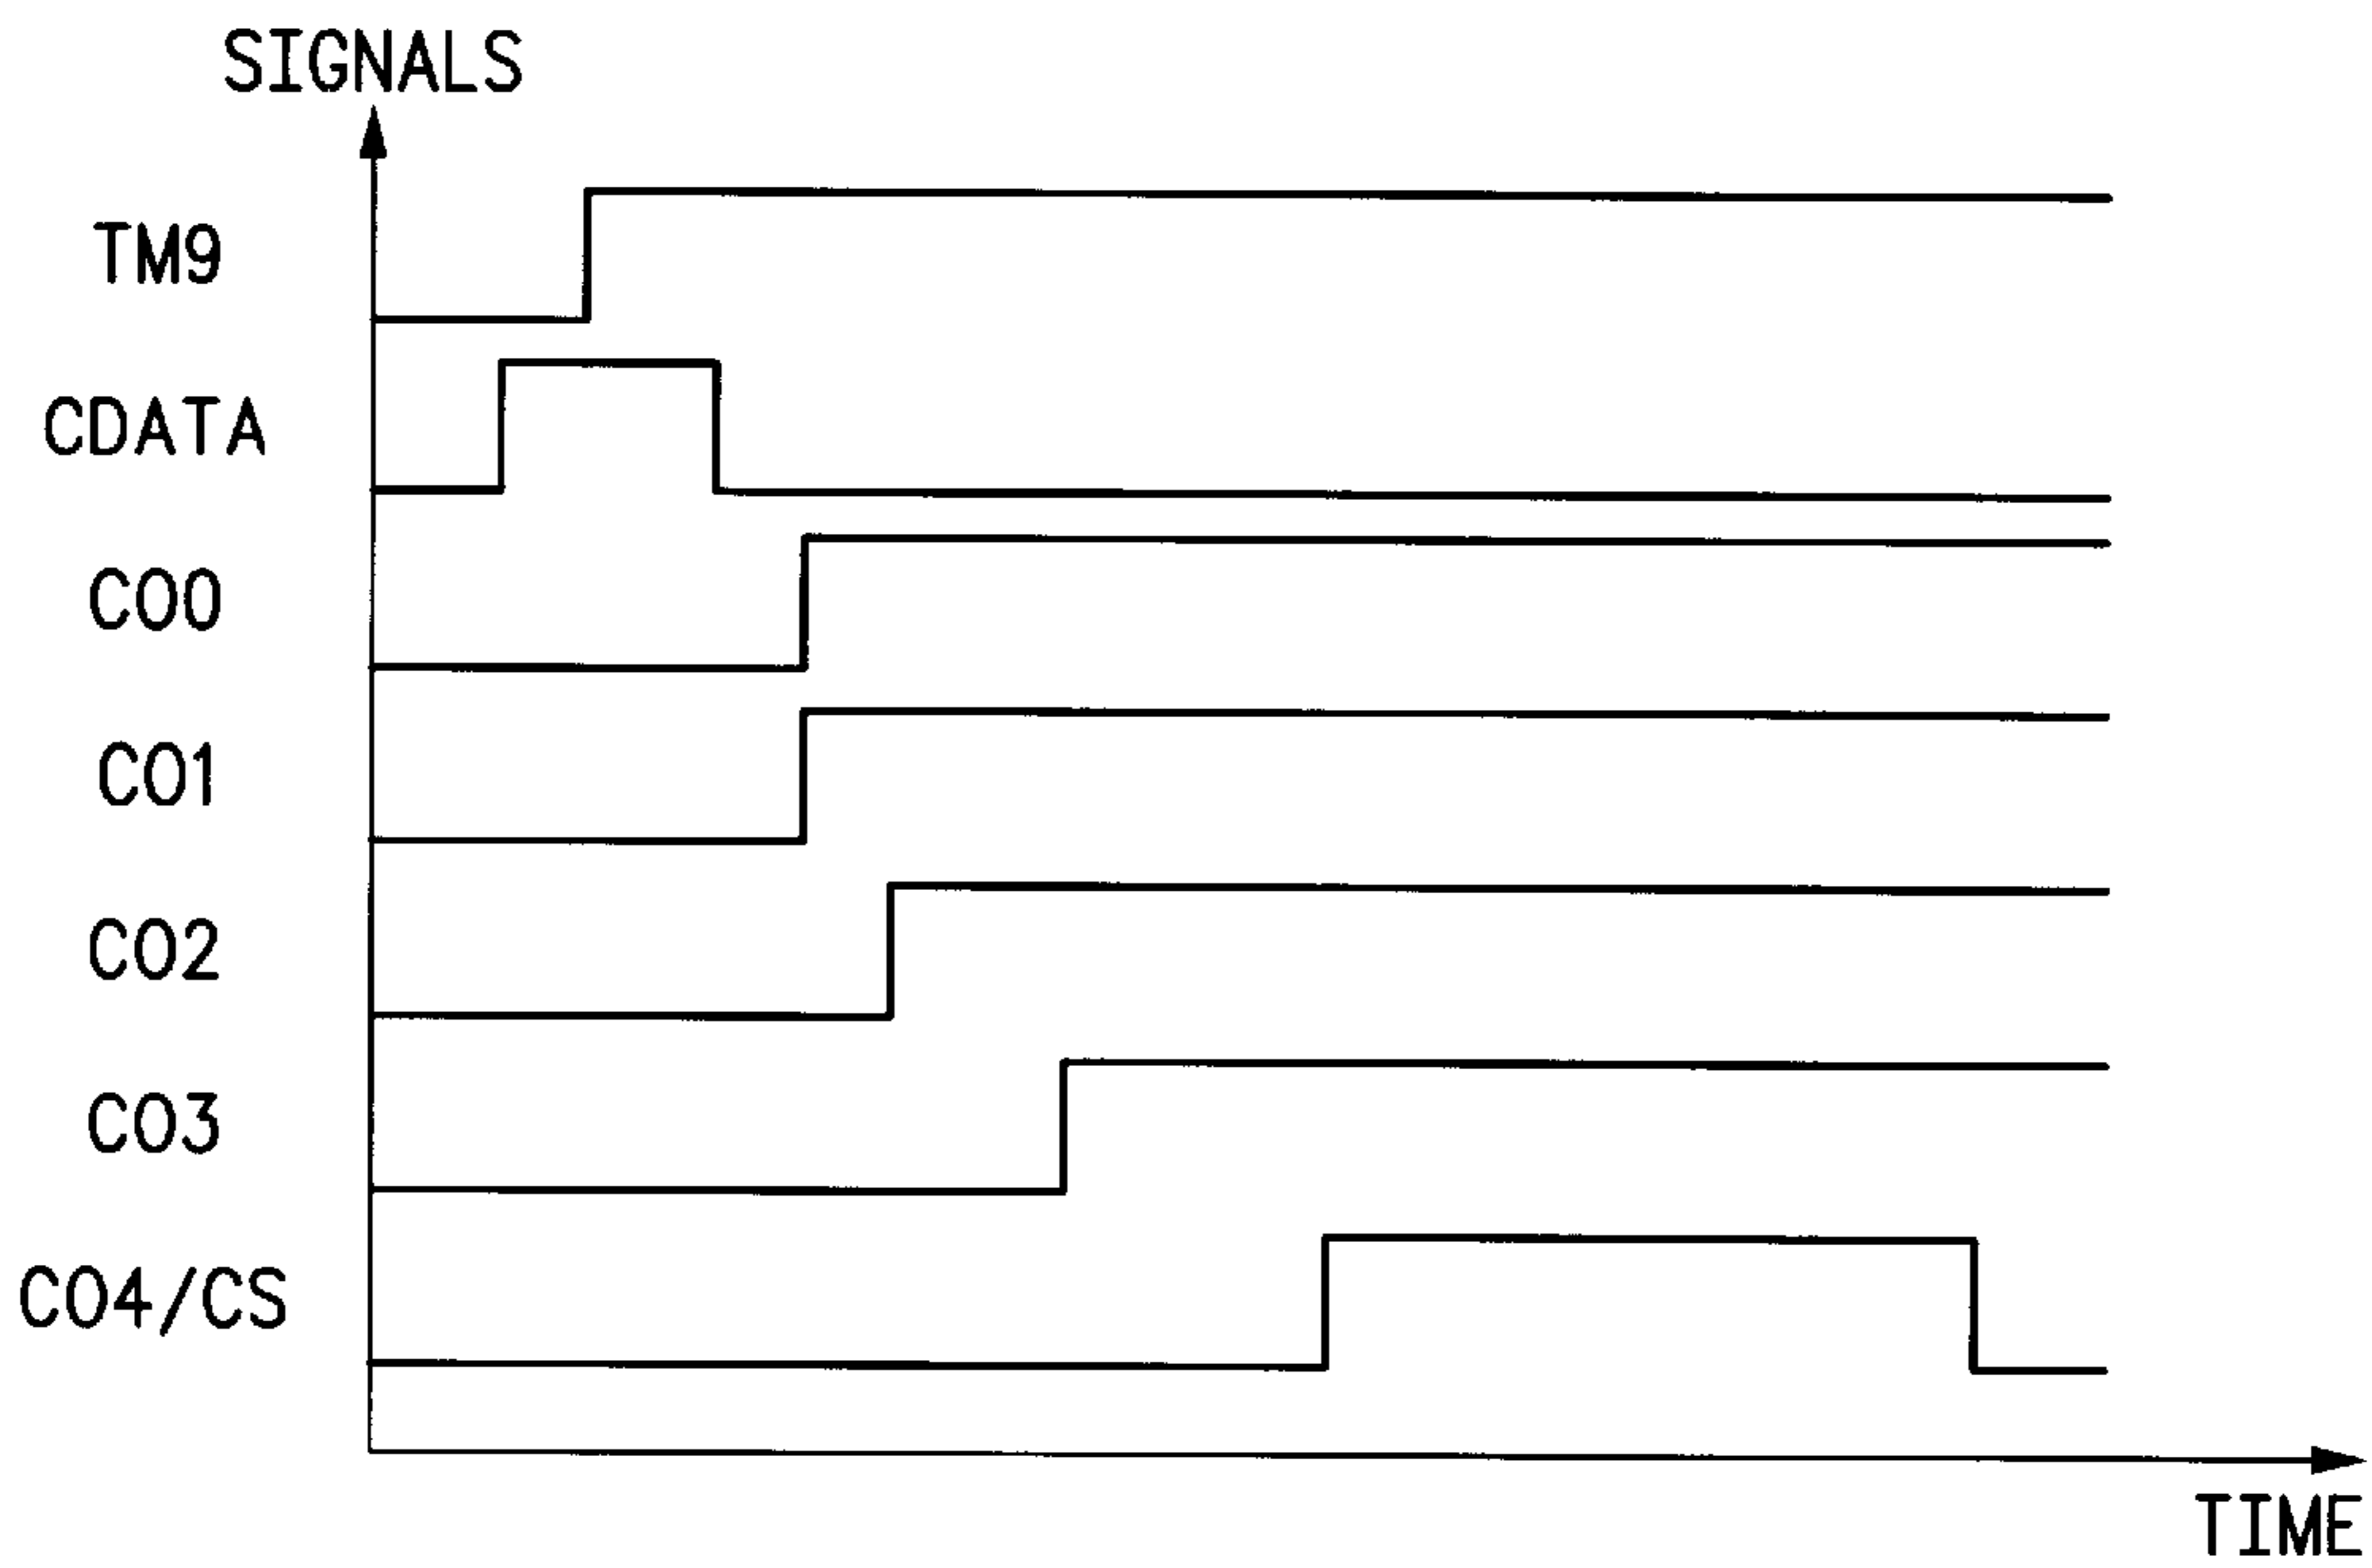 SIGNALS
TM9
CDATA
CO0
CO1
CO2
CO3
CO4/CS
TIME